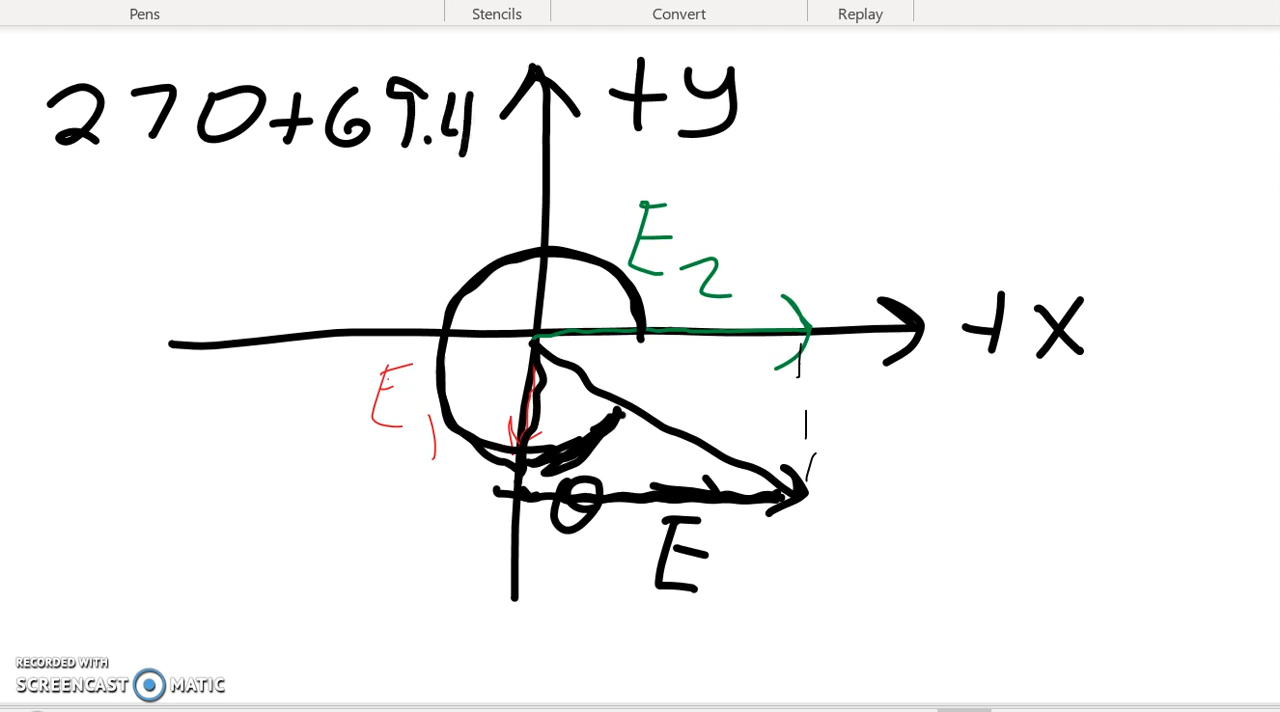 Pens Stencils Convert Replay
270+69.4 +y
E2
+x
E1
θ
E
RECORDED WITH
SCREENCAST MATIC